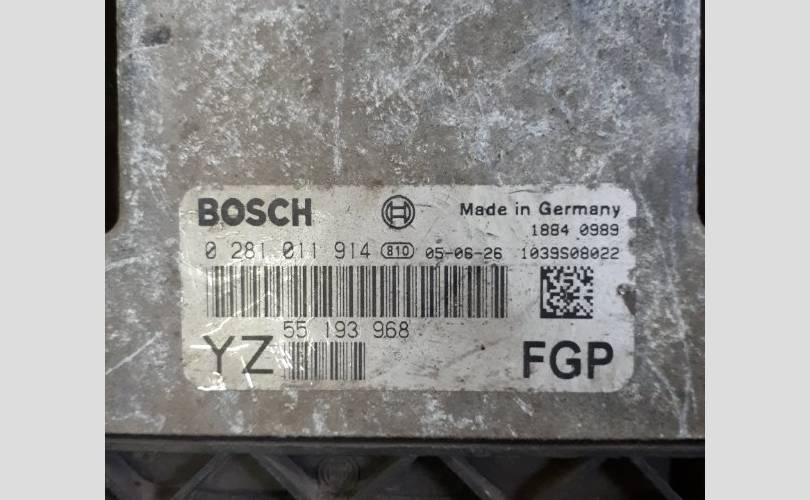 BOSCH Made in Germany
1884 0989
0 281 011 914 810 05-06-26 1039S08022
55 193 968
YZ FGP